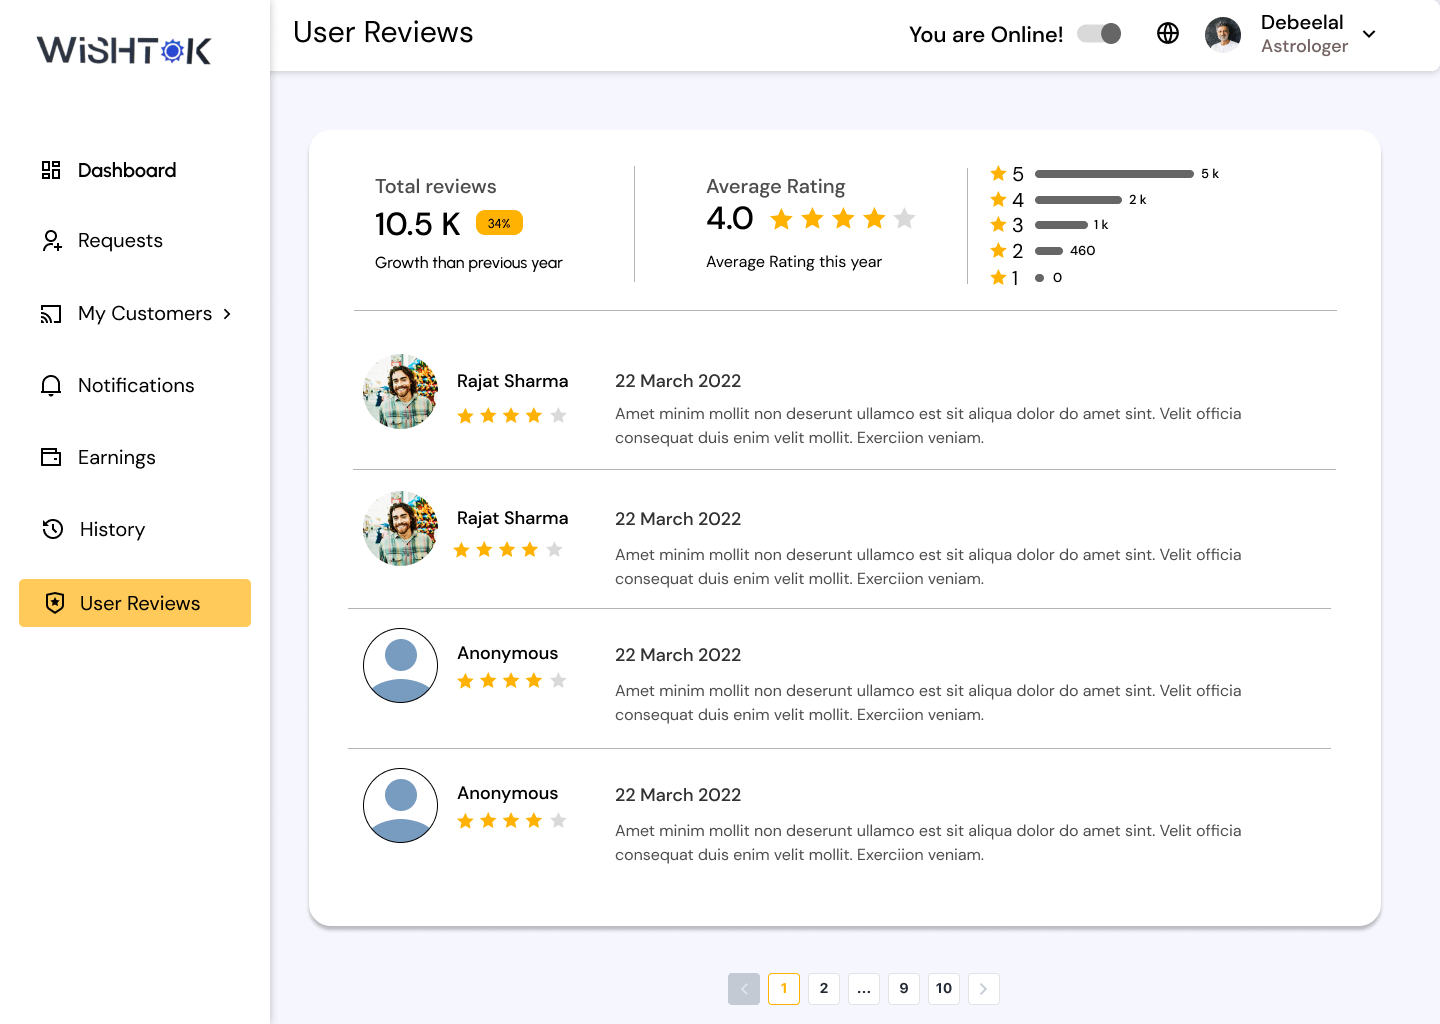 WiSHTOK
User Reviews
You are Online!
Debeelal
Astrologer
Dashboard
Requests
My Customers
Notifications
Earnings
History
User Reviews
Total reviews
10.5 K
34%
Growth than previous year
Average Rating
4.0
Average Rating this year
5 5 k
4 2 k
3 1 k
2 460
1 0
Rajat Sharma
22 March 2022
Amet minim mollit non deserunt ullamco est sit aliqua dolor do amet sint. Velit officia
consequat duis enim velit mollit. Exerciion veniam.
Rajat Sharma
22 March 2022
Amet minim mollit non deserunt ullamco est sit aliqua dolor do amet sint. Velit officia
consequat duis enim velit mollit. Exerciion veniam.
Anonymous
22 March 2022
Amet minim mollit non deserunt ullamco est sit aliqua dolor do amet sint. Velit officia
consequat duis enim velit mollit. Exerciion veniam.
Anonymous
22 March 2022
Amet minim mollit non deserunt ullamco est sit aliqua dolor do amet sint. Velit officia
consequat duis enim velit mollit. Exerciion veniam.
1 2 ... 9 10